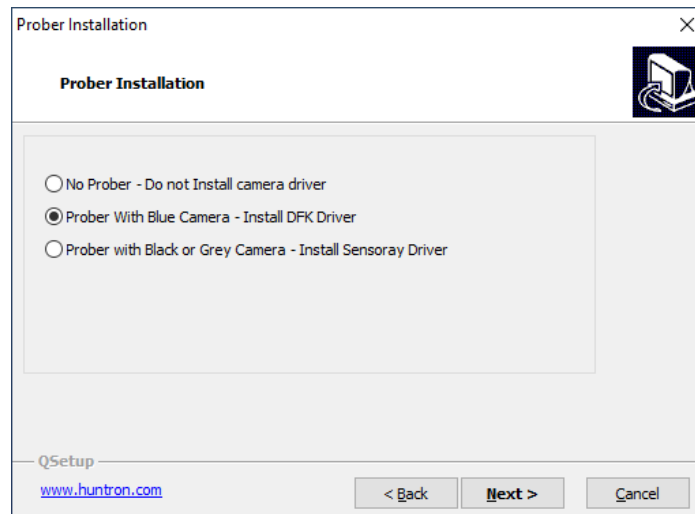 Prober Installation
Prober Installation
No Prober - Do not Install camera driver
Prober With Blue Camera - Install DFK Driver
Prober with Black or Grey Camera - Install Sensoray Driver
QSetup
www.huntron.com
< Back
Next >
Cancel